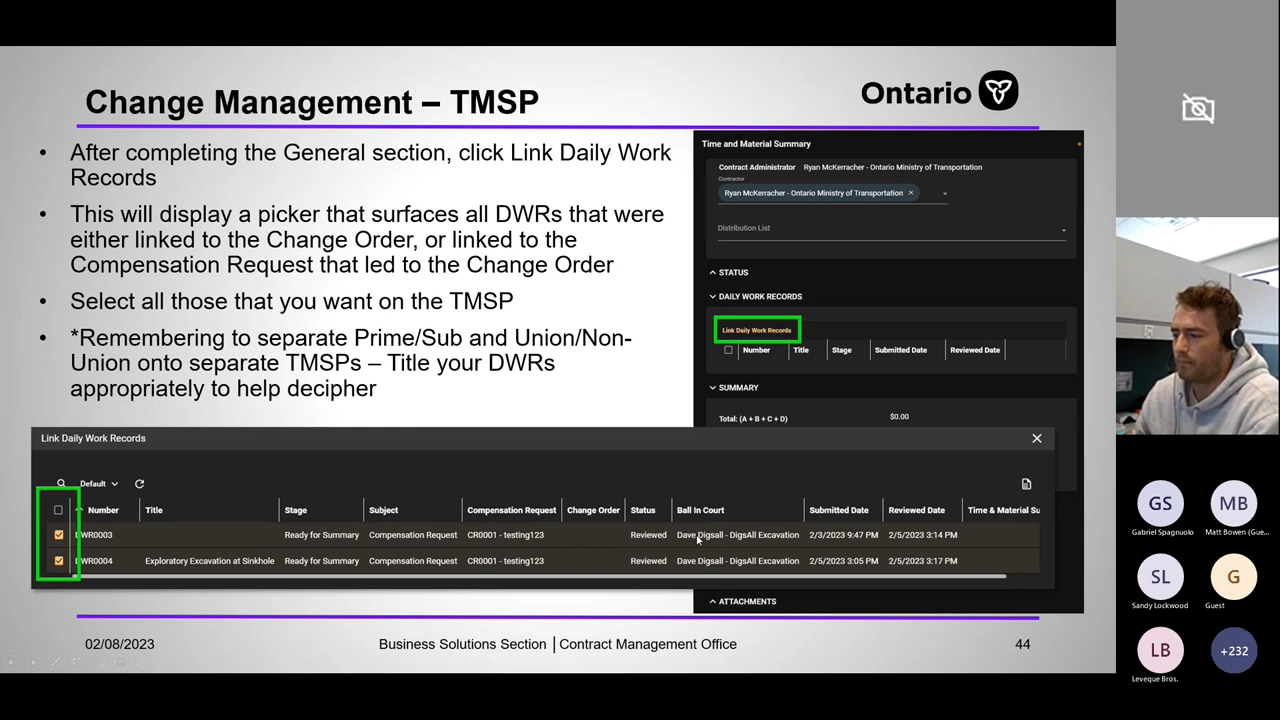 Change Management – TMSP
Ontario
• After completing the General section, click Link Daily Work
Records
• This will display a picker that surfaces all DWRs that were
either linked to the Change Order, or linked to the
Compensation Request that led to the Change Order
• Select all those that you want on the TMSP
• *Remembering to separate Prime/Sub and Union/Non-
Union onto separate TMSPs – Title your DWRs
appropriately to help decipher
Time and Material Summary
Contract Administrator Ryan McKerracher - Ontario Ministry of Transportation
Contractor
Ryan McKerracher - Ontario Ministry of Transportation ×
Distribution List
STATUS
DAILY WORK RECORDS
Link Daily Work Records
Number Title Stage Submitted Date Reviewed Date
SUMMARY
Total: (A + B + C + D) $0.00
Link Daily Work Records
Default
Number Title Stage Subject Compensation Request Change Order Status Ball In Court Submitted Date Reviewed Date Time & Material Su
DWR0003 Ready for Summary Compensation Request CR0001 - testing123 Reviewed Dave Digsall - DigsAll Excavation 2/3/2023 9:47 PM 2/5/2023 3:14 PM
DWR0004 Exploratory Excavation at Sinkhole Ready for Summary Compensation Request CR0001 - testing123 Reviewed Dave Digsall - DigsAll Excavation 2/5/2023 3:05 PM 2/5/2023 3:17 PM
ATTACHMENTS
02/08/2023 Business Solutions Section | Contract Management Office 44
GS MB
Gabriel Spagnuolo Matt Bowen (Gue...
SL G
Sandy Lockwood Guest
LB +232
Leveque Bros.